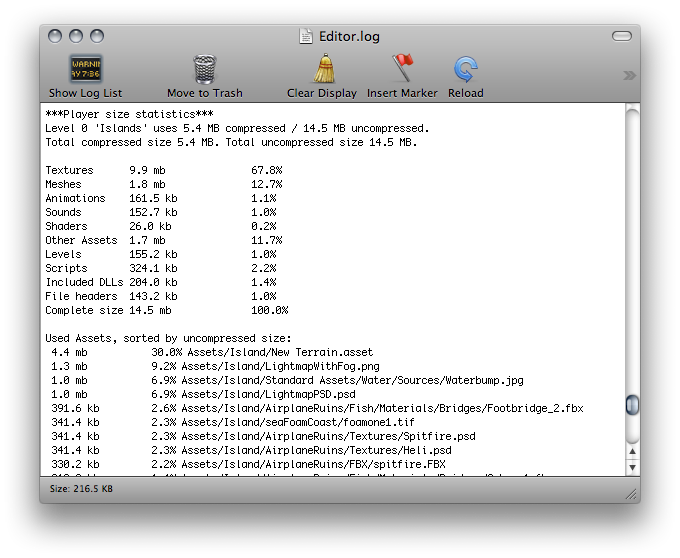 Editor.log
WARNIN
AY 7:36
Show Log List
Move to Trash
Clear Display
Insert Marker
Reload
***Player size statistics***
Level 0 'Islands' uses 5.4 MB compressed / 14.5 MB uncompressed.
Total compressed size 5.4 MB. Total uncompressed size 14.5 MB.
Textures 9.9 mb 67.8%
Meshes 1.8 mb 12.7%
Animations 161.5 kb 1.1%
Sounds 152.7 kb 1.0%
Shaders 26.0 kb 0.2%
Other Assets 1.7 mb 11.7%
Levels 155.2 kb 1.0%
Scripts 324.1 kb 2.2%
Included DLLs 204.0 kb 1.4%
File headers 143.2 kb 1.0%
Complete size 14.5 mb 100.0%
Used Assets, sorted by uncompressed size:
4.4 mb 30.0% Assets/Island/New Terrain.asset
1.3 mb 9.2% Assets/Island/LightmapWithFog.png
1.0 mb 6.9% Assets/Island/Standard Assets/Water/Sources/Waterbump.jpg
1.0 mb 6.9% Assets/Island/LightmapPSD.psd
391.6 kb 2.6% Assets/Island/AirplaneRuins/Fish/Materials/Bridges/Footbridge_2.fbx
341.4 kb 2.3% Assets/Island/seaFoamCoast/foamone1.tif
341.4 kb 2.3% Assets/Island/AirplaneRuins/Textures/Spitfire.psd
341.4 kb 2.3% Assets/Island/AirplaneRuins/Textures/Heli.psd
330.2 kb 2.2% Assets/Island/AirplaneRuins/FBX/spitfire.FBX
Size: 216.5 KB